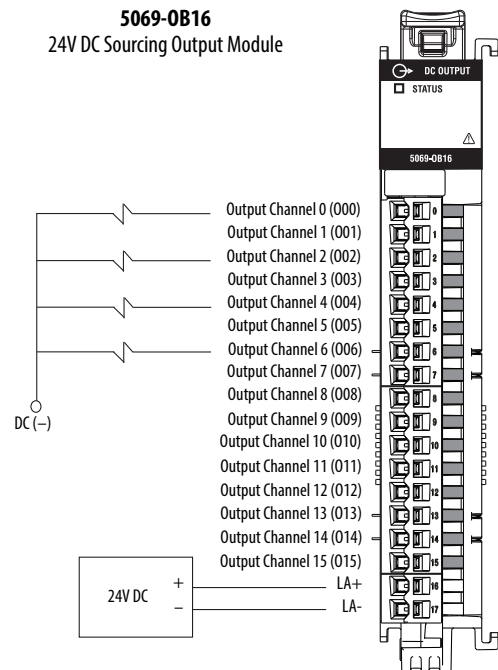 5069-OB16
24V DC Sourcing Output Module
DC OUTPUT
STATUS
5069-OB16
Output Channel 0 (O00) 0
Output Channel 1 (O01) 1
Output Channel 2 (O02) 2
Output Channel 3 (O03) 3
Output Channel 4 (O04) 4
Output Channel 5 (O05) 5
Output Channel 6 (O06) 6
Output Channel 7 (O07) 7
Output Channel 8 (O08) 8
Output Channel 9 (O09) 9
Output Channel 10 (O10) 10
Output Channel 11 (O11) 11
Output Channel 12 (O12) 12
Output Channel 13 (O13) 13
Output Channel 14 (O14) 14
Output Channel 15 (O15) 15
LA+ 16
LA- 17
DC (–)
24V DC + –